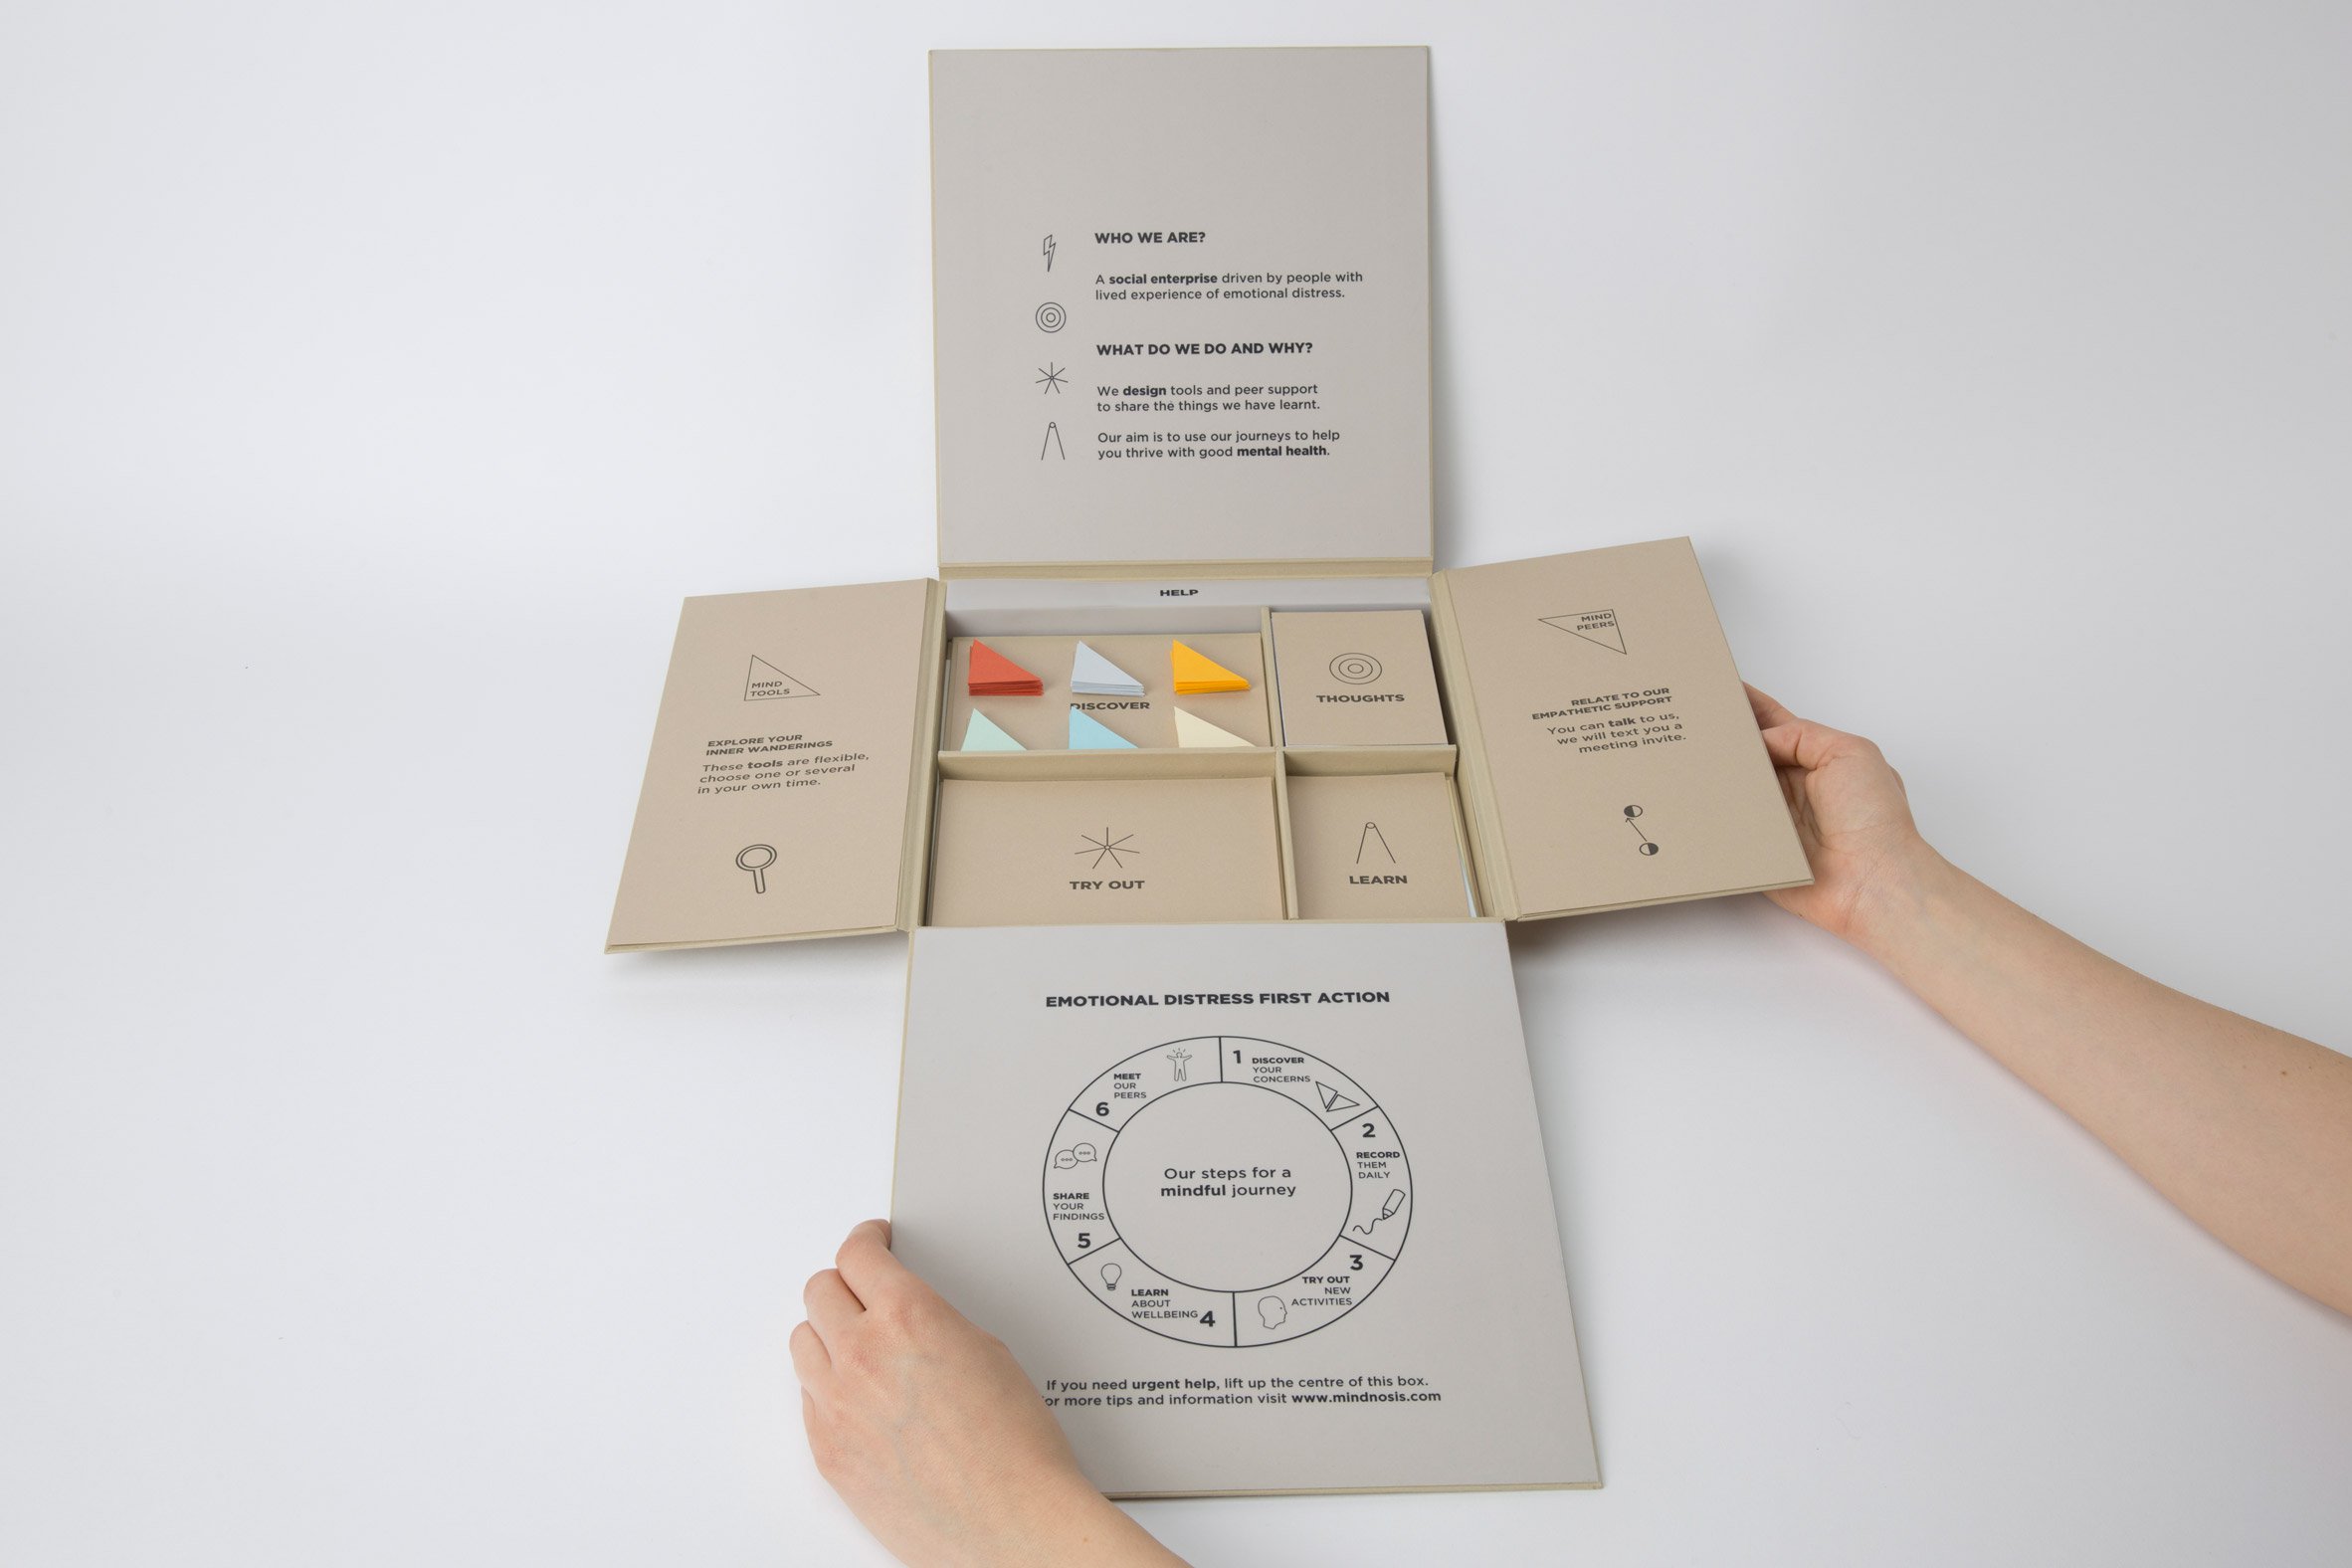 WHO WE ARE?
A social enterprise driven by people with
lived experience of emotional distress.
WHAT DO WE DO AND WHY?
We design tools and peer support
to share the things we have learnt.
Our aim is to use our journeys to help
you thrive with good mental health.
HELP
MIND
TOOLS
EXPLORE YOUR
INNER WANDERINGS
These tools are flexible,
choose one or several
in your own time.
DISCOVER
THOUGHTS
TRY OUT
LEARN
MIND
PEERS
RELATE TO OUR
EMPATHETIC SUPPORT
You can talk to us,
we will text you a
meeting invite.
EMOTIONAL DISTRESS FIRST ACTION
1 DISCOVER
YOUR
CONCERNS
2
RECORD
THEM
DAILY
3
TRY OUT
NEW
ACTIVITIES
LEARN
ABOUT
WELLBEING 4
SHARE
YOUR
FINDINGS
5
MEET
OUR
PEERS
6
Our steps for a
mindful journey
If you need urgent help, lift up the centre of this box.
or more tips and information visit www.mindnosis.com